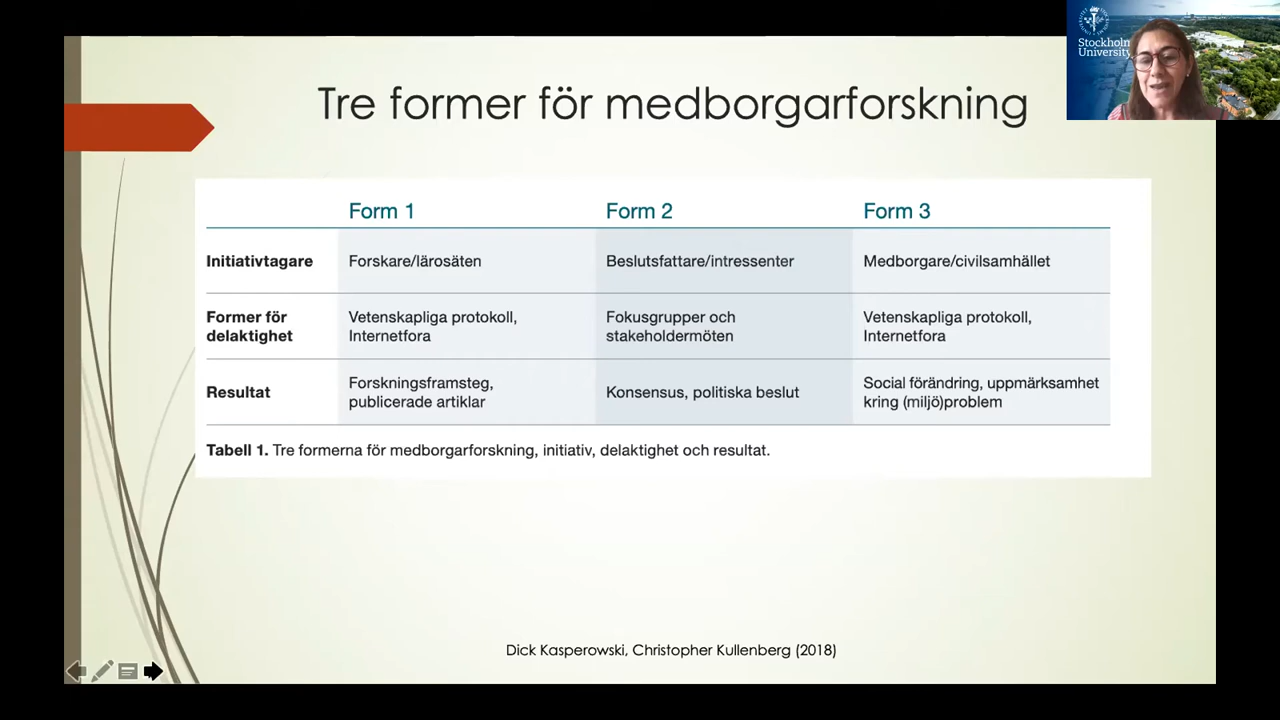 Stockholm
University
Tre former för medborgarforskning
Form 1 Form 2 Form 3
Initiativtagare Forskare/lärosäten Beslutsfattare/intressenter Medborgare/civilsamhället
Former för
delaktighet
Vetenskapliga protokoll,
Internetfora
Fokusgrupper och
stakeholdermöten
Vetenskapliga protokoll,
Internetfora
Resultat
Forskningsframsteg,
publicerade artiklar
Konsensus, politiska beslut
Social förändring, uppmärksamhet
kring (miljö)problem
Tabell 1. Tre formerna för medborgarforskning, initiativ, delaktighet och resultat.
Dick Kasperowski, Christopher Kullenberg (2018)